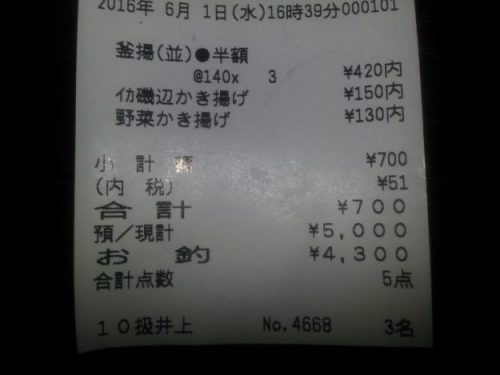 2016年 6月 1日(水)16時39分000101
釜揚(並)●半額
@140x 3 ¥420内
イカ磯辺かき揚げ ¥150内
野菜かき揚げ ¥130内
小 計 額 ¥700
(内 税) ¥51
合 計 ¥700
預/現計 ¥5,000
お 釣 ¥4,300
合計点数 5点
10扱井上 No.4668 3名